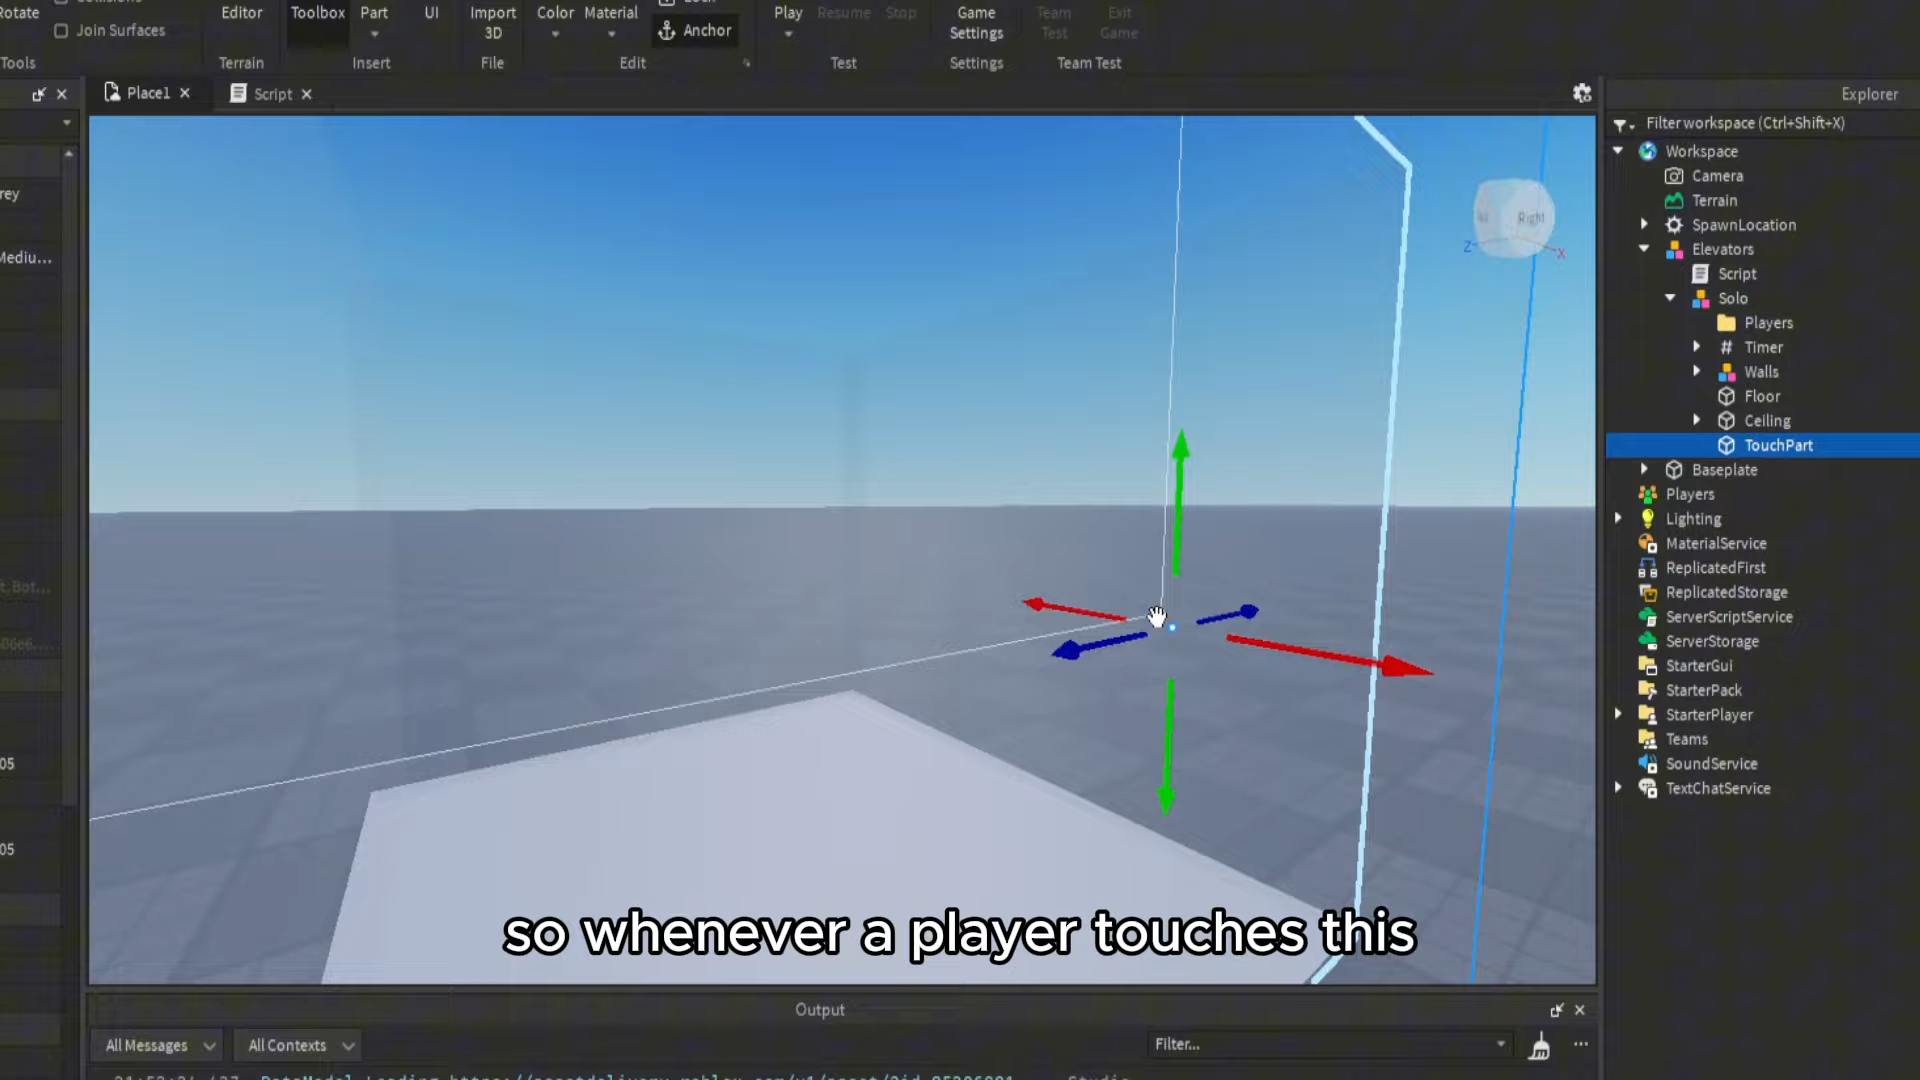 Rotate
Join Surfaces
Tools
Editor
Terrain
Toolbox
Part
UI
Insert
Import
3D
File
Color
Material
Anchor
Edit
Play
Resume
Stop
Test
Game
Settings
Settings
Team
Test
Exit
Game
Team Test
Place1
Script
rey
Mediu...
05
05
Right
Z
X
so whenever a player touches this
Output
All Messages
All Contexts
Filter...
Explorer
Filter workspace (Ctrl+Shift+X)
Workspace
Camera
Terrain
SpawnLocation
Elevators
Script
Solo
Players
Timer
Walls
Floor
Ceiling
TouchPart
Baseplate
Players
Lighting
MaterialService
ReplicatedFirst
ReplicatedStorage
ServerScriptService
ServerStorage
StarterGui
StarterPack
StarterPlayer
Teams
SoundService
TextChatService